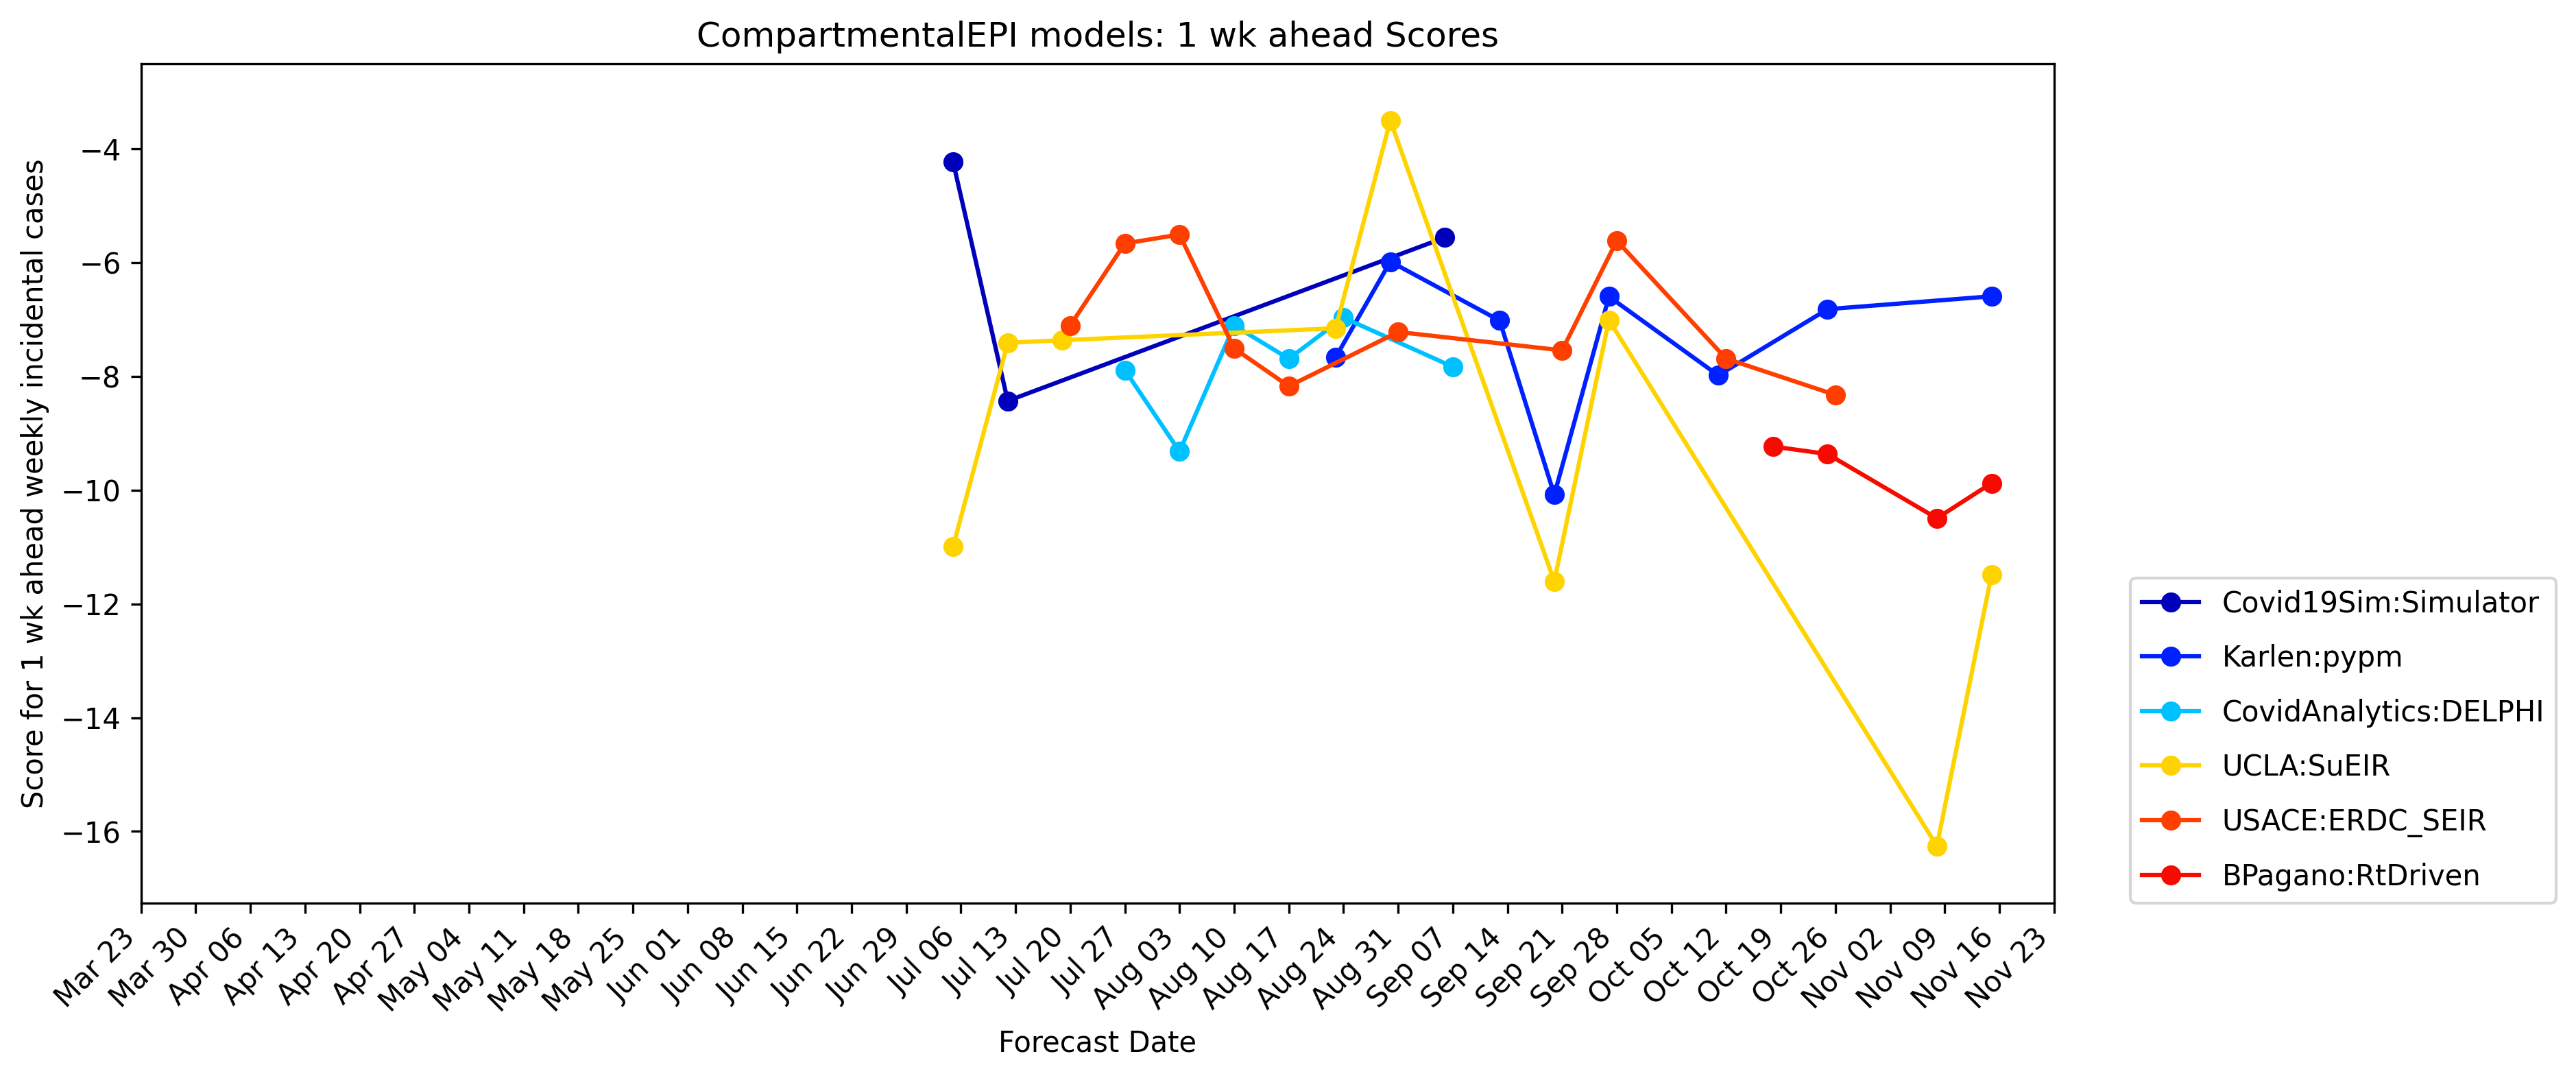 CompartmentalEPI models: 1 wk ahead Scores
Score for 1 wk ahead weekly incidental cases
−4
−6
−8
−10
−12
−14
−16
Mar 23
Mar 30
Apr 06
Apr 13
Apr 20
Apr 27
May 04
May 11
May 18
May 25
Jun 01
Jun 08
Jun 15
Jun 22
Jun 29
Jul 06
Jul 13
Jul 20
Jul 27
Aug 03
Aug 10
Aug 17
Aug 24
Aug 31
Sep 07
Sep 14
Sep 21
Sep 28
Oct 05
Oct 12
Oct 19
Oct 26
Nov 02
Nov 09
Nov 16
Nov 23
Forecast Date
Covid19Sim:Simulator
Karlen:pypm
CovidAnalytics:DELPHI
UCLA:SuEIR
USACE:ERDC_SEIR
BPagano:RtDriven